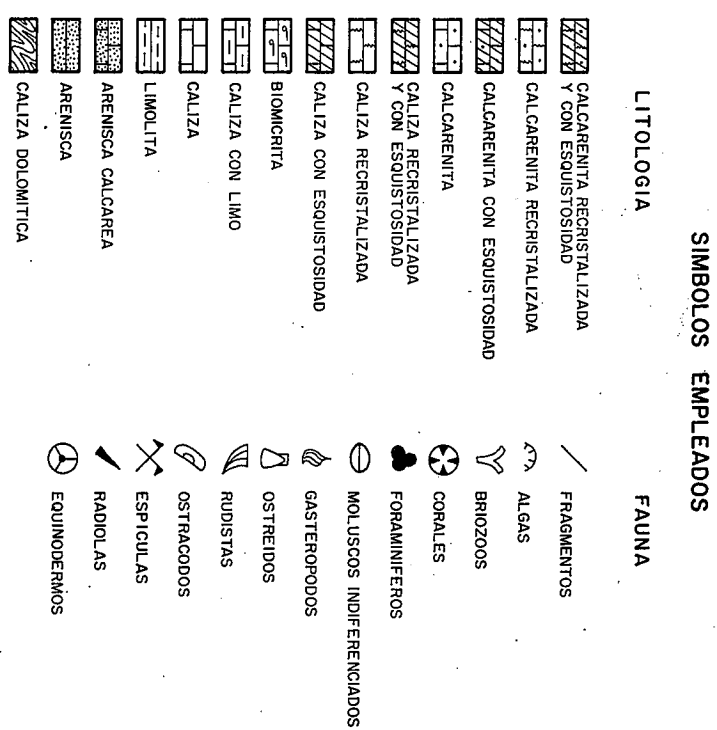 SIMBOLOS EMPLEADOS
LITOLOGIA
CALCARENITA RECRISTALIZADA
Y CON ESQUISTOSIDAD
CALCARENITA RECRISTALIZADA
CALCARENITA CON ESQUISTOSIDAD
CALCARENITA
CALIZA RECRISTALIZADA
Y CON ESQUISTOSIDAD
CALIZA RECRISTALIZADA
CALIZA CON ESQUISTOSIDAD
BIOMICRITA
CALIZA CON LIMO
CALIZA
LIMOLITA
ARENISCA CALCAREA
ARENISCA
CALIZA DOLOMITICA
FAUNA
FRAGMENTOS
ALGAS
BRIOZOOS
CORALES
FORAMINIFEROS
MOLUSCOS INDIFERENCIADOS
GASTEROPODOS
OSTREIDOS
RUDISTAS
OSTRACODOS
ESPICULAS
RADIOLAS
EQUINODERMOS